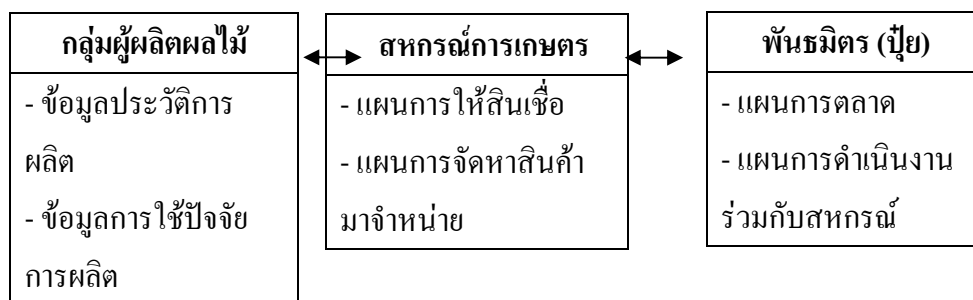 กลุ่มผู้ผลิตผลไม้
- ข้อมูลประวัติการ
ผลิต
- ข้อมูลการใช้ปัจจัย
การผลิต
สหกรณ์การเกษตร
- แผนการให้สินเชื่อ
- แผนการจัดหาสินค้า
มาจำหน่าย
พันธมิตร (ปุ๋ย)
- แผนการตลาด
- แผนการดำเนินงาน
ร่วมกับสหกรณ์